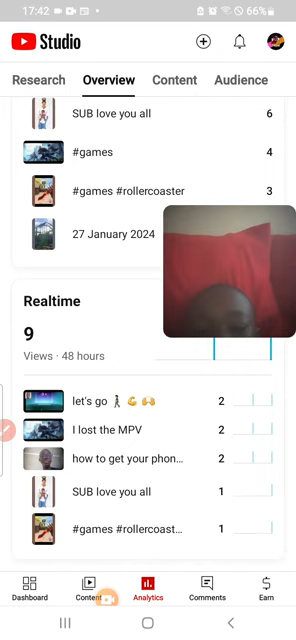 17:42
66%
Studio
Research Overview Content Audience
SUB love you all 6
#games 4
#games #rollercoaster 3
27 January 2024
Realtime
9
Views · 48 hours
let's go 🚶🏿‍♂️ 💪 🙌 2
I lost the MPV 2
how to get your phon... 2
SUB love you all 1
#games #rollercoast... 1
Dashboard Content Analytics Comments Earn